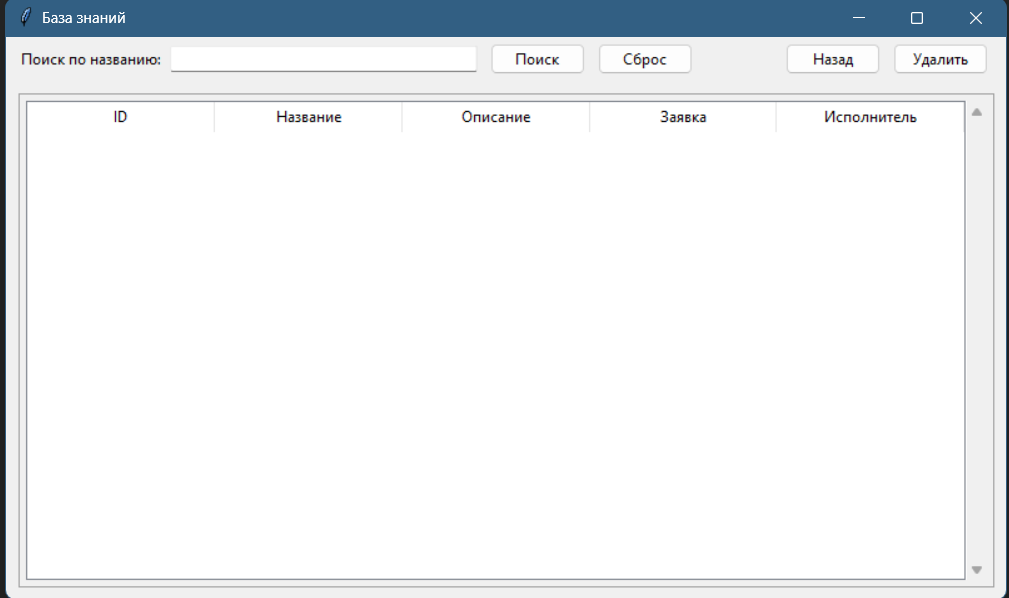 База знаний
Поиск по названию: Поиск Сброс Назад Удалить
ID Название Описание Заявка Исполнитель